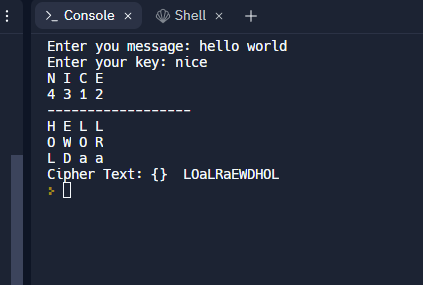 Console × Shell × +
Enter you message: hello world
Enter your key: nice
N I C E
4 3 1 2
------------------
H E L L
O W O R
L D a a
Cipher Text: {}  LOaLRaEWDHOL